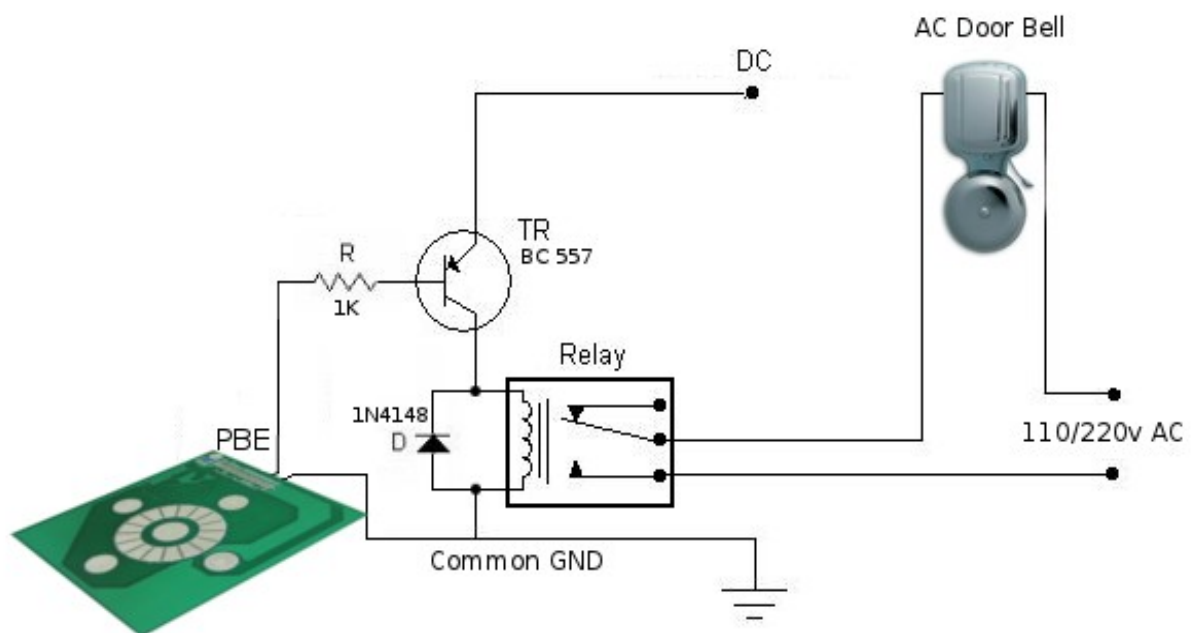 AC Door Bell
DC
TR
BC 557
R
1K
Relay
1N4148
D
PBE
110/220v AC
Common GND